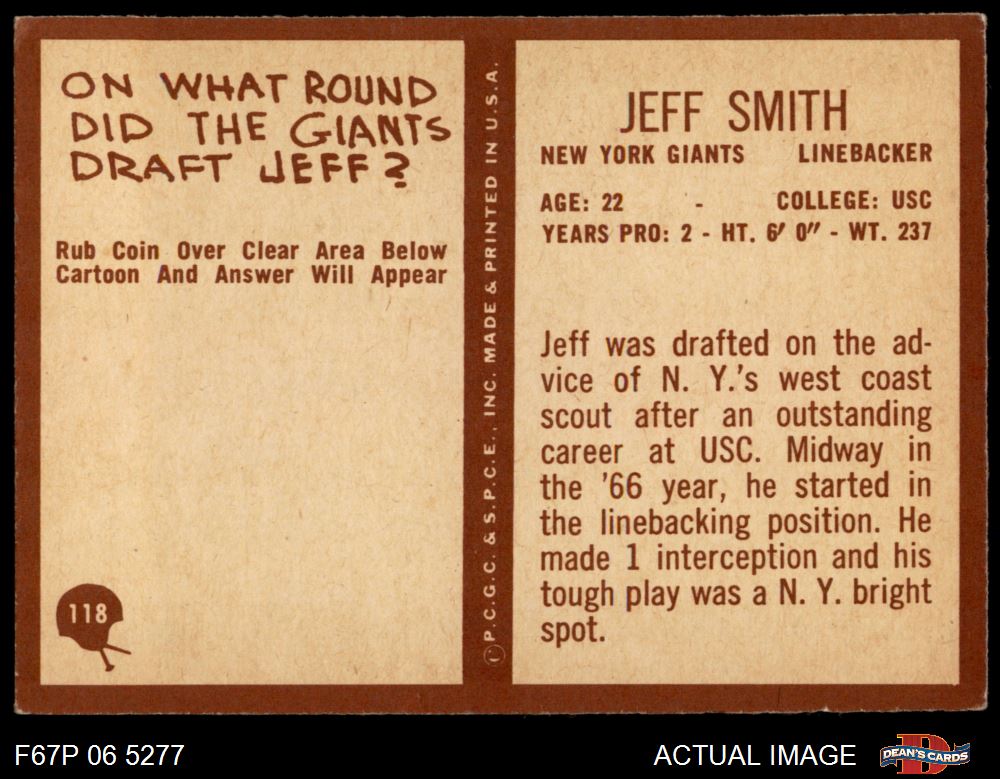 ON WHAT ROUND
DID THE GIANTS
DRAFT JEFF?
Rub Coin Over Clear Area Below
Cartoon And Answer Will Appear
118
P.C.G.C. & S.P.C.E., INC. MADE & PRINTED IN U.S.A.
JEFF SMITH
NEW YORK GIANTS LINEBACKER
AGE: 22 - COLLEGE: USC
YEARS PRO: 2 - HT. 6' 0" - WT. 237
Jeff was drafted on the ad-
vice of N. Y.'s west coast
scout after an outstanding
career at USC. Midway in
the '66 year, he started in
the linebacking position. He
made 1 interception and his
tough play was a N. Y. bright
spot.
F67P 06 5277
ACTUAL IMAGE
D
DEAN'S CARDS